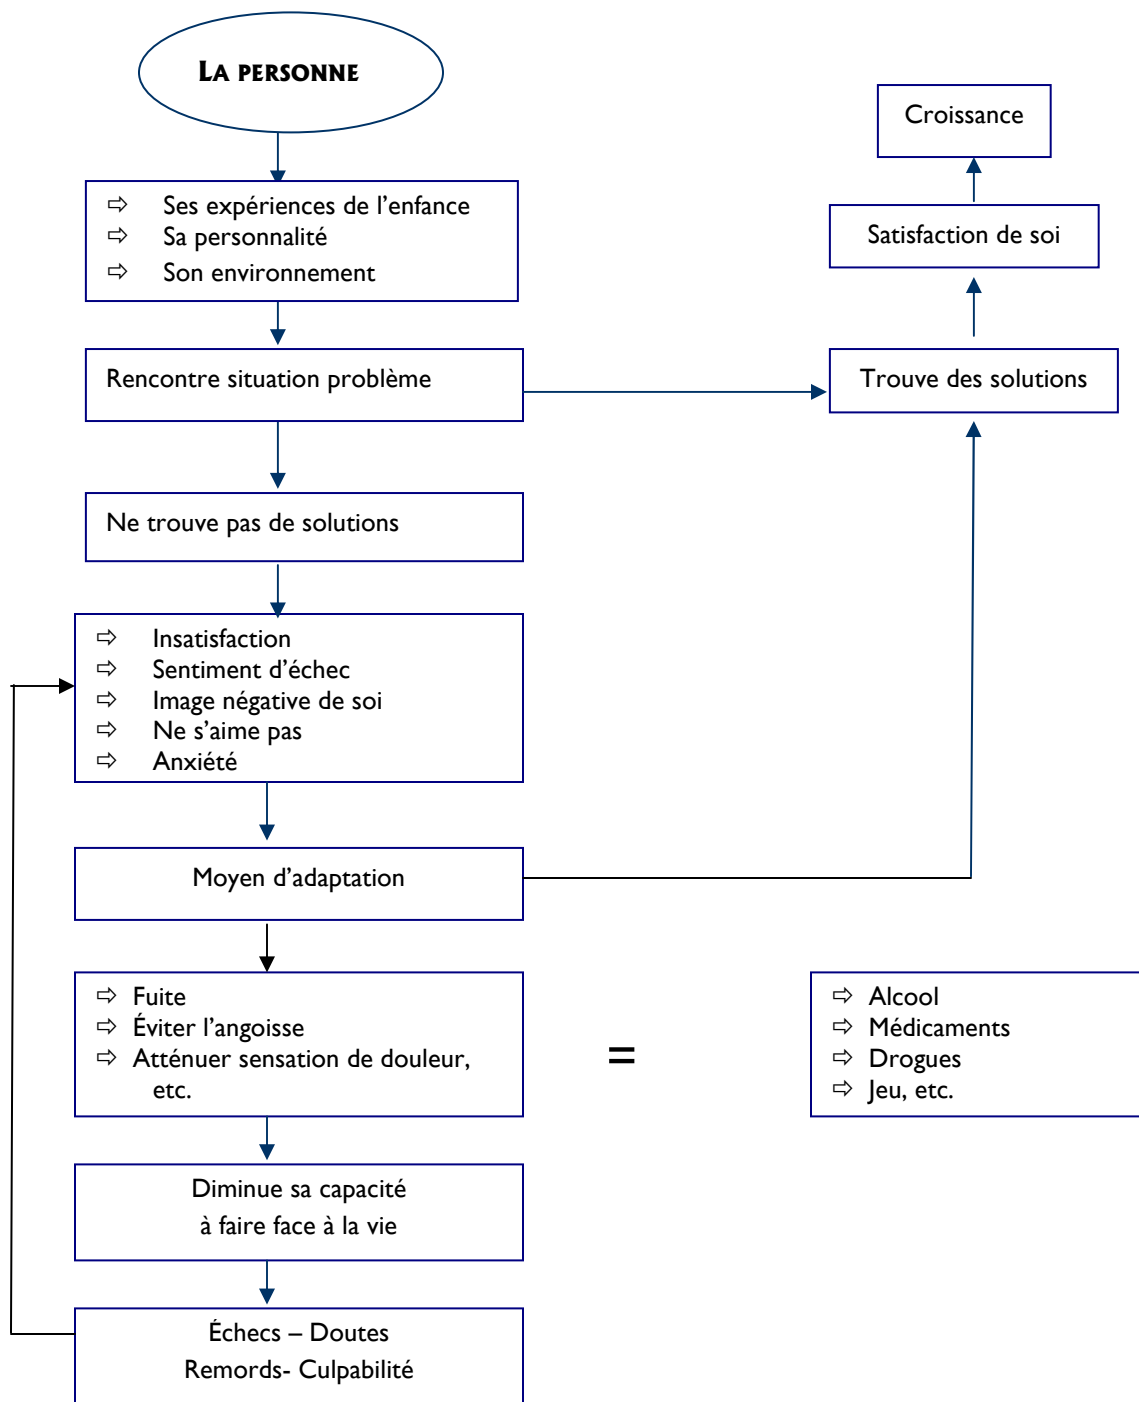 LA PERSONNE
⇨ Ses expériences de l’enfance
⇨ Sa personnalité
⇨ Son environnement
Rencontre situation problème
Ne trouve pas de solutions
⇨ Insatisfaction
⇨ Sentiment d’échec
⇨ Image négative de soi
⇨ Ne s’aime pas
⇨ Anxiété
Moyen d’adaptation
⇨ Fuite
⇨ Éviter l’angoisse
⇨ Atténuer sensation de douleur,
etc.
=
⇨ Alcool
⇨ Médicaments
⇨ Drogues
⇨ Jeu, etc.
Diminue sa capacité
à faire face à la vie
Échecs – Doutes
Remords- Culpabilité
Croissance
Satisfaction de soi
Trouve des solutions